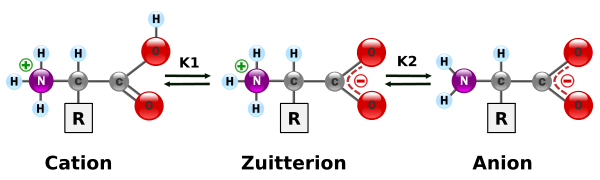 H
H H O K1 H H O K2 H H O
H + N C C H + N C C − N C C −
H O H O H O
R R R
Cation Zuitterion Anion